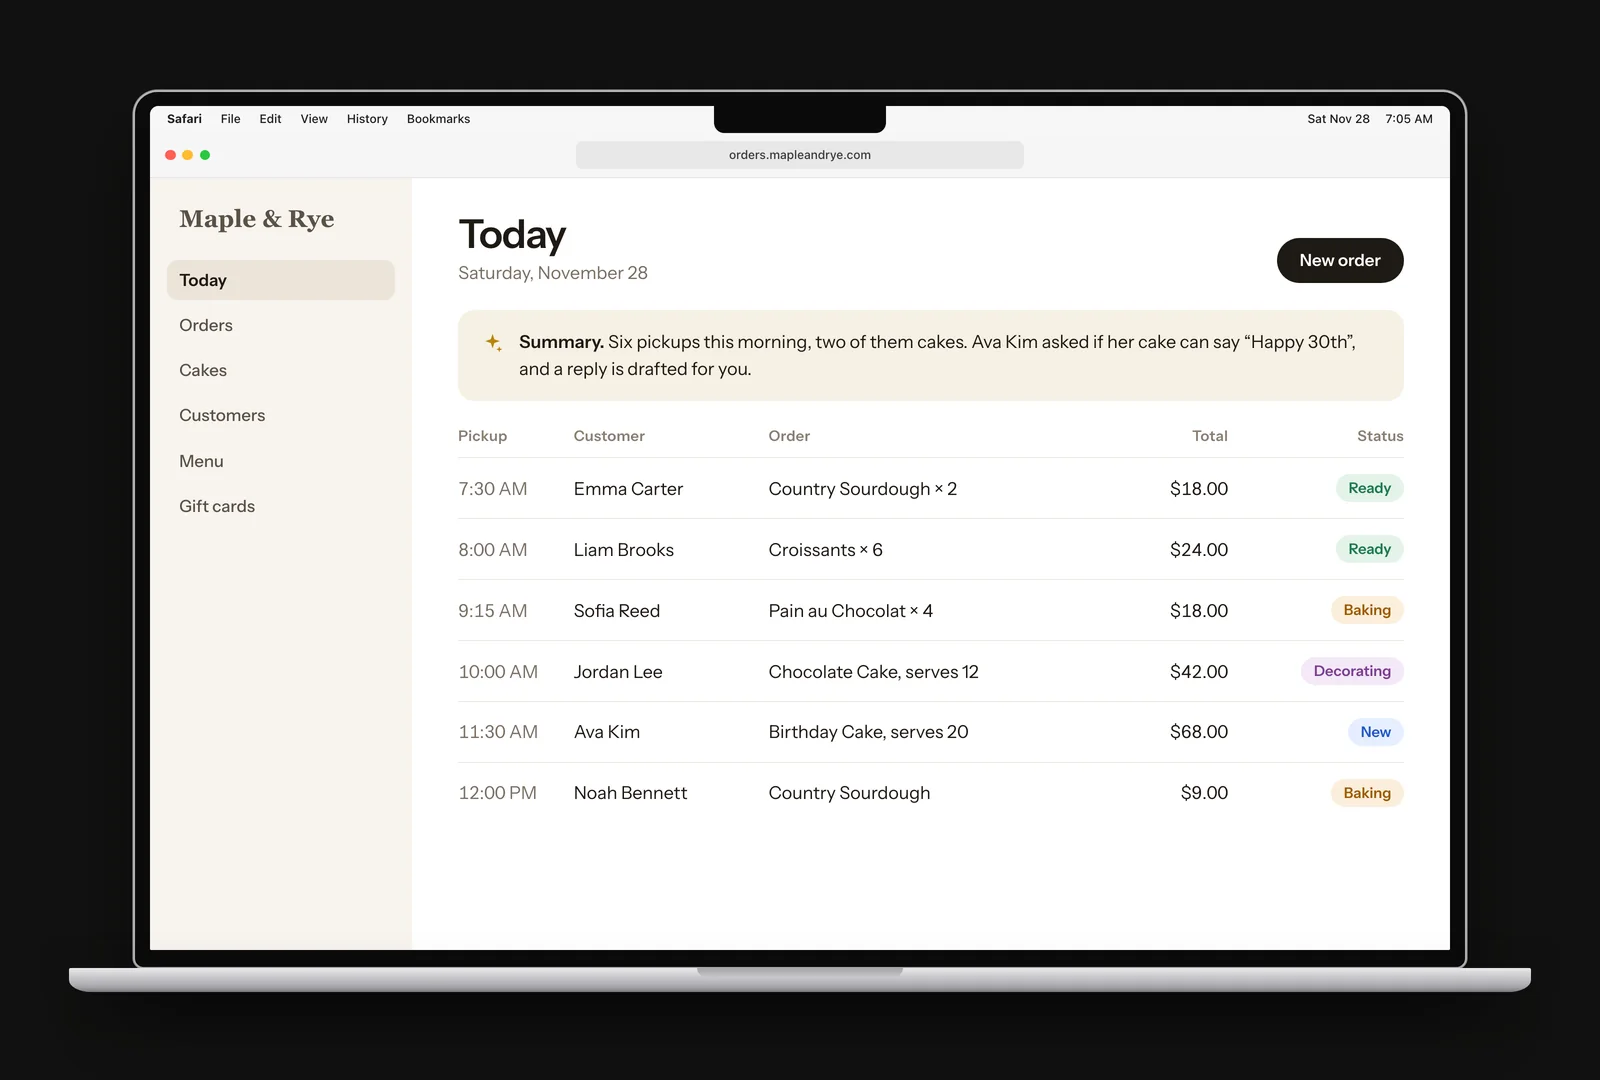 Safari File Edit View History Bookmarks Sat Nov 28 7:05 AM
orders.mapleandrye.com
Maple & Rye
Today
Orders
Cakes
Customers
Menu
Gift cards
Today
Saturday, November 28
New order
Summary. Six pickups this morning, two of them cakes. Ava Kim asked if her cake can say “Happy 30th”,
and a reply is drafted for you.
Pickup Customer Order Total Status
7:30 AM Emma Carter Country Sourdough × 2 $18.00 Ready
8:00 AM Liam Brooks Croissants × 6 $24.00 Ready
9:15 AM Sofia Reed Pain au Chocolat × 4 $18.00 Baking
10:00 AM Jordan Lee Chocolate Cake, serves 12 $42.00 Decorating
11:30 AM Ava Kim Birthday Cake, serves 20 $68.00 New
12:00 PM Noah Bennett Country Sourdough $9.00 Baking